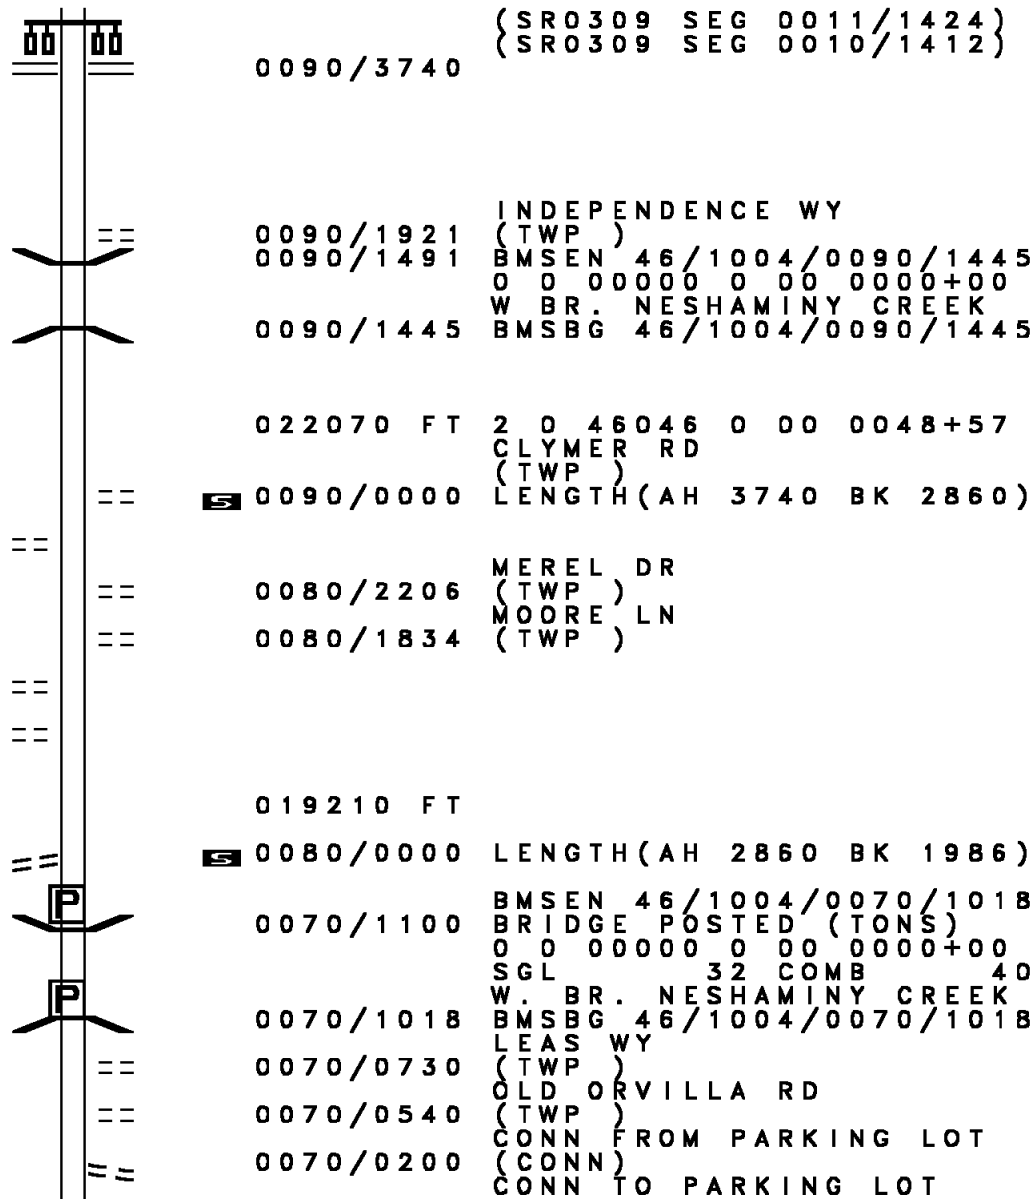 (SR0309 SEG 0011/1424)
(SR0309 SEG 0010/1412)
0090/3740
INDEPENDENCE WY
0090/1921 (TWP )
0090/1491 BMSEN 46/1004/0090/1445
0 0 00000 0 00 0000+00
W BR. NESHAMINY CREEK
0090/1445 BMSBG 46/1004/0090/1445
022070 FT 2 0 46046 0 00 0048+57
CLYMER RD
(TWP )
S 0090/0000 LENGTH(AH 3740 BK 2860)
MEREL DR
0080/2206 (TWP )
MOORE LN
0080/1834 (TWP )
019210 FT
S 0080/0000 LENGTH(AH 2860 BK 1986)
P BMSEN 46/1004/0070/1018
0070/1100 BRIDGE POSTED (TONS)
0 0 00000 0 00 0000+00
SGL 32 COMB 40
P W. BR. NESHAMINY CREEK
0070/1018 BMSBG 46/1004/0070/1018
LEAS WY
0070/0730 (TWP )
OLD ORVILLA RD
0070/0540 (TWP )
CONN FROM PARKING LOT
0070/0200 (CONN)
CONN TO PARKING LOT